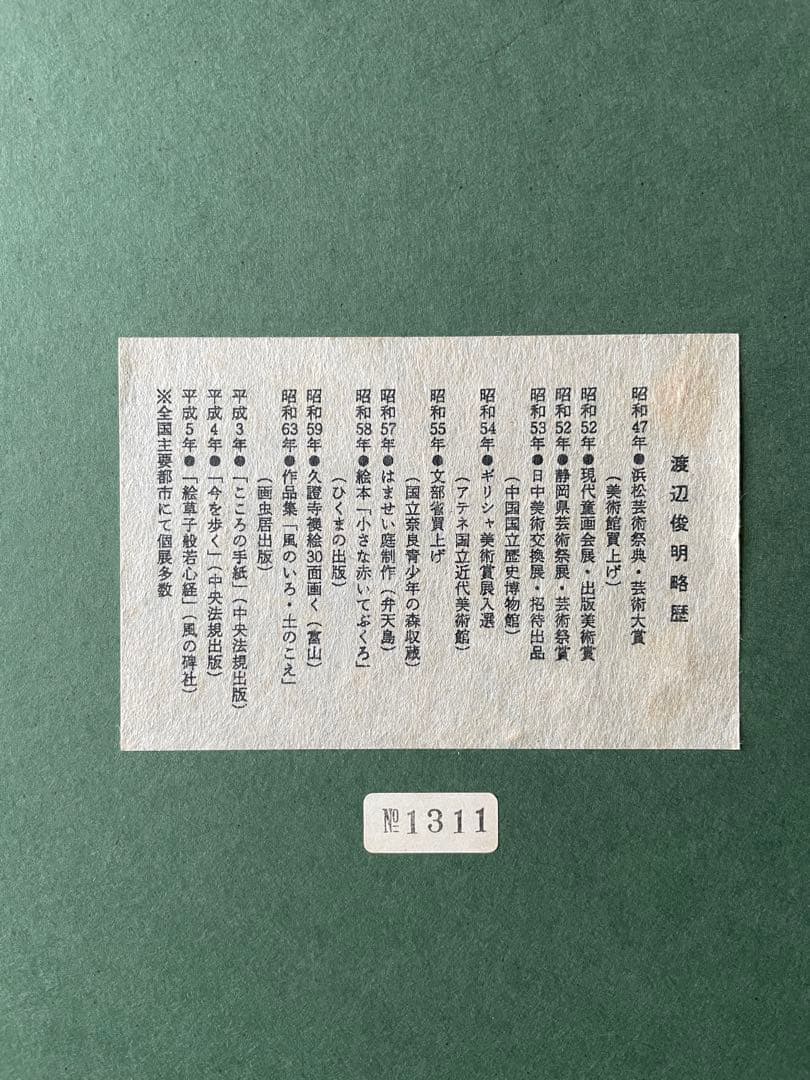 渡辺俊明略歴
昭和47年●浜松芸術祭典・芸術大賞
(美術館買上げ)
昭和52年●現代童画会展・出版美術賞
昭和52年●静岡県芸術祭展・芸術祭賞
昭和53年●日中美術交換展・招待出品
(中国国立歴史博物館)
昭和54年●ギリシャ美術賞展入選
(アテネ国立近代美術館)
昭和55年●文部省買上げ
(国立奈良青少年の森収蔵)
昭和57年●はませい庭制作(弁天島)
昭和58年●絵本「小さな赤いてぶくろ」
(ひくまの出版)
昭和59年●久證寺襖絵30面画く(富山)
昭和63年●作品集「風のいろ・土のこえ」
(画虫居出版)
平成3年●「こころの手紙」(中央法規出版)
平成4年●「今を歩く」(中央法規出版)
平成5年●「絵草子般若心経」(風の碑社)
※全国主要都市にて個展多数
№1311